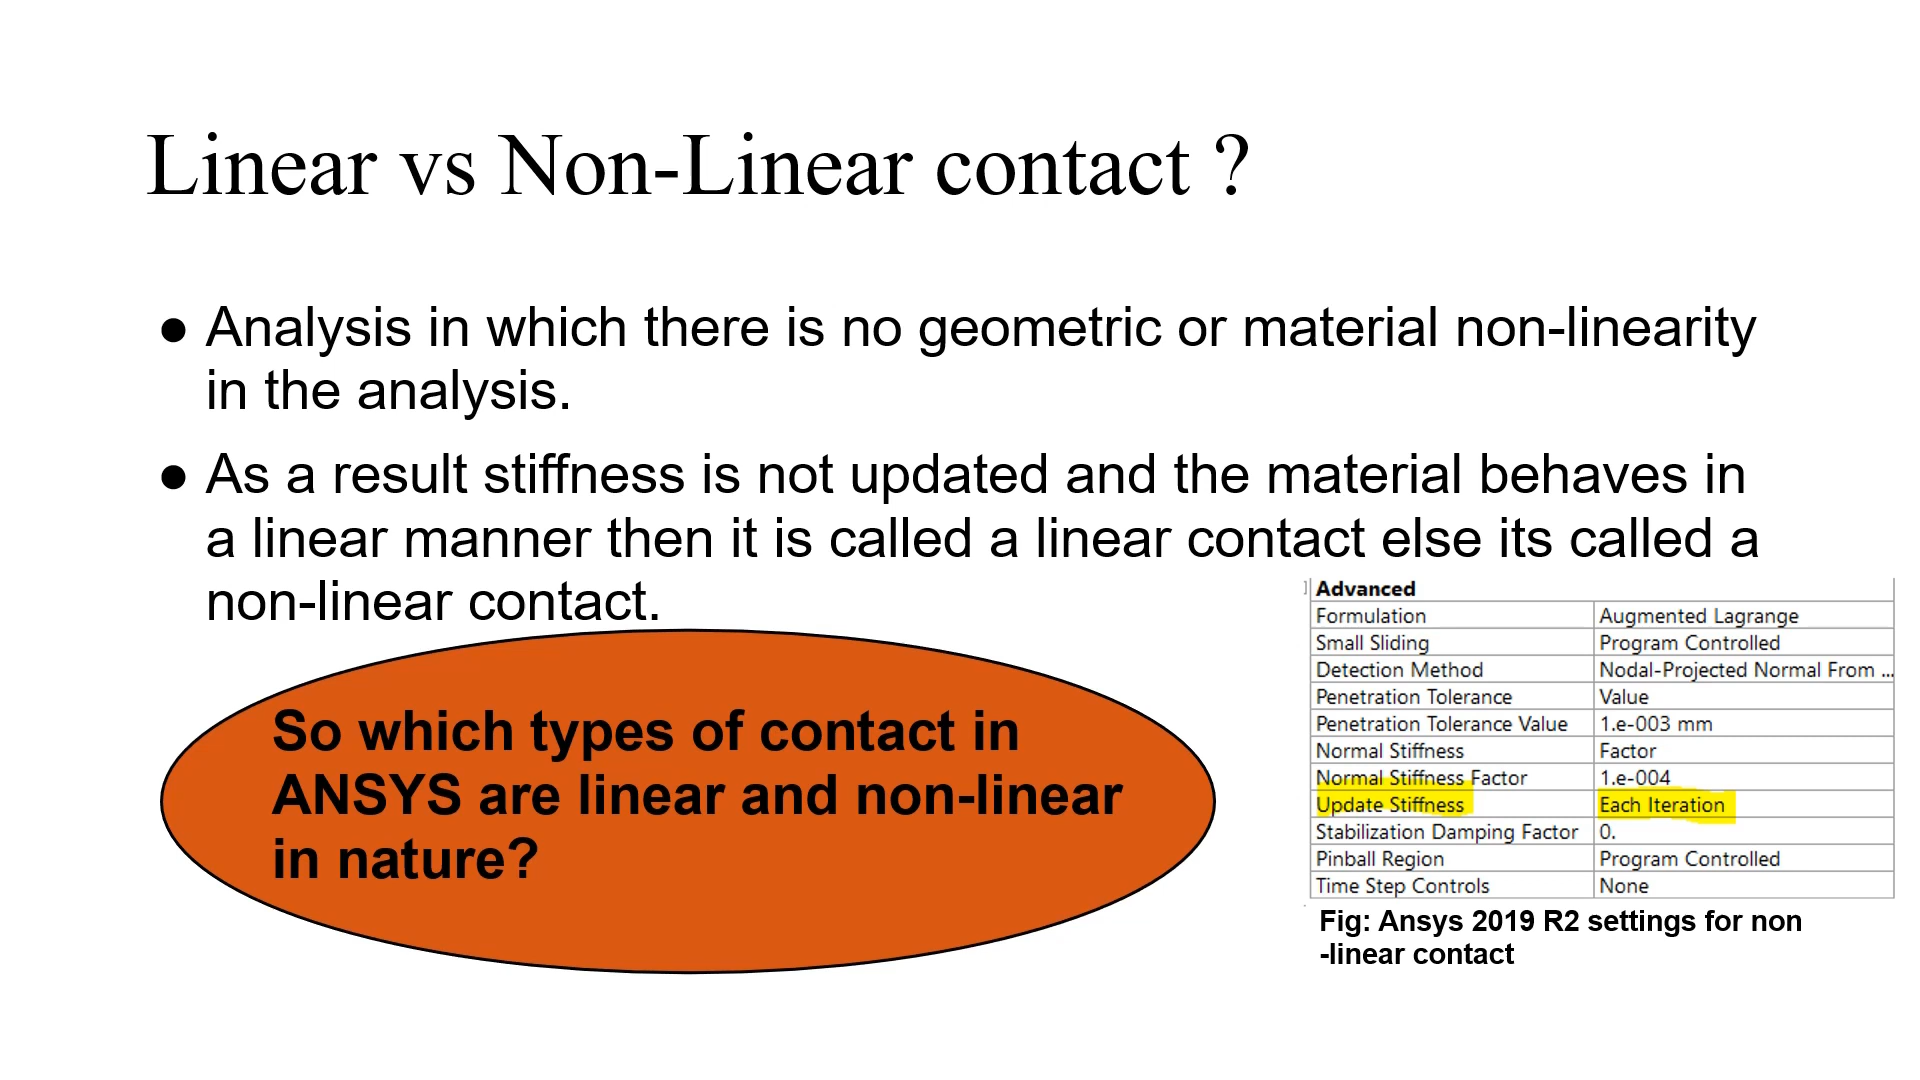 Linear vs Non-Linear contact ?
● Analysis in which there is no geometric or material non-linearity
in the analysis.
● As a result stiffness is not updated and the material behaves in
a linear manner then it is called a linear contact else its called a
non-linear contact.
So which types of contact in
ANSYS are linear and non-linear
in nature?
Advanced
Formulation Augmented Lagrange
Small Sliding Program Controlled
Detection Method Nodal-Projected Normal From ...
Penetration Tolerance Value
Penetration Tolerance Value 1.e-003 mm
Normal Stiffness Factor
Normal Stiffness Factor 1.e-004
Update Stiffness Each Iteration
Stabilization Damping Factor 0.
Pinball Region Program Controlled
Time Step Controls None
Fig: Ansys 2019 R2 settings for non
-linear contact